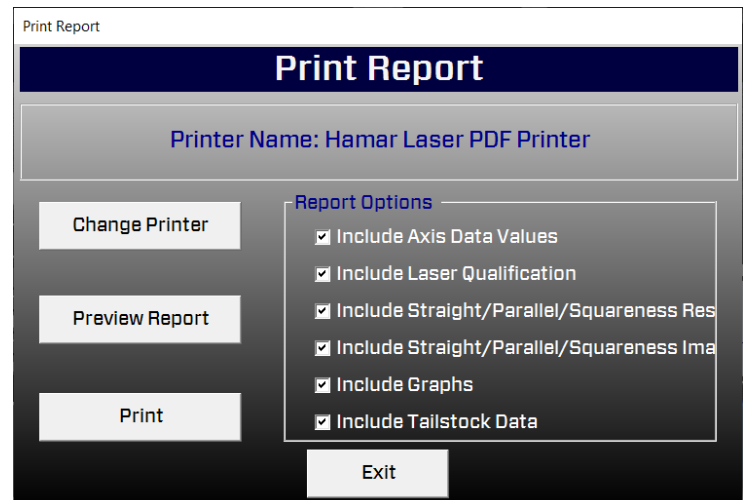 Print Report
Print Report
Printer Name: Hamar Laser PDF Printer
Change Printer
Preview Report
Print
Report Options
Include Axis Data Values
Include Laser Qualification
Include Straight/Parallel/Squareness Res
Include Straight/Parallel/Squareness Ima
Include Graphs
Include Tailstock Data
Exit